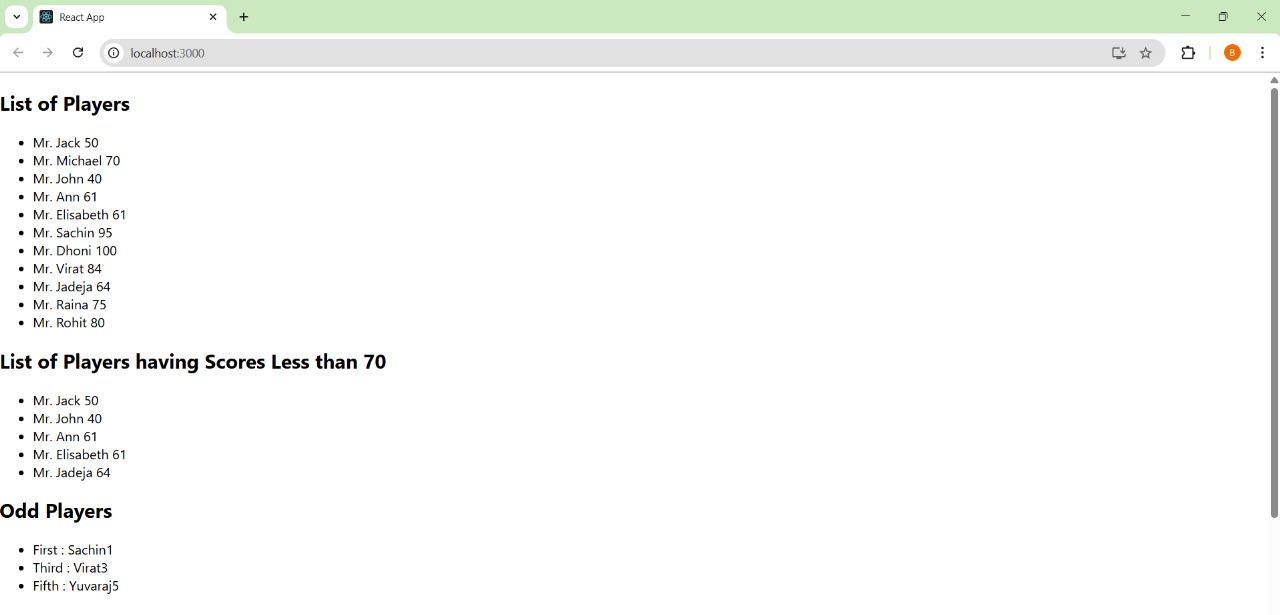 React App
localhost:3000
B
List of Players
Mr. Jack 50
Mr. Michael 70
Mr. John 40
Mr. Ann 61
Mr. Elisabeth 61
Mr. Sachin 95
Mr. Dhoni 100
Mr. Virat 84
Mr. Jadeja 64
Mr. Raina 75
Mr. Rohit 80
List of Players having Scores Less than 70
Mr. Jack 50
Mr. John 40
Mr. Ann 61
Mr. Elisabeth 61
Mr. Jadeja 64
Odd Players
First : Sachin1
Third : Virat3
Fifth : Yuvaraj5